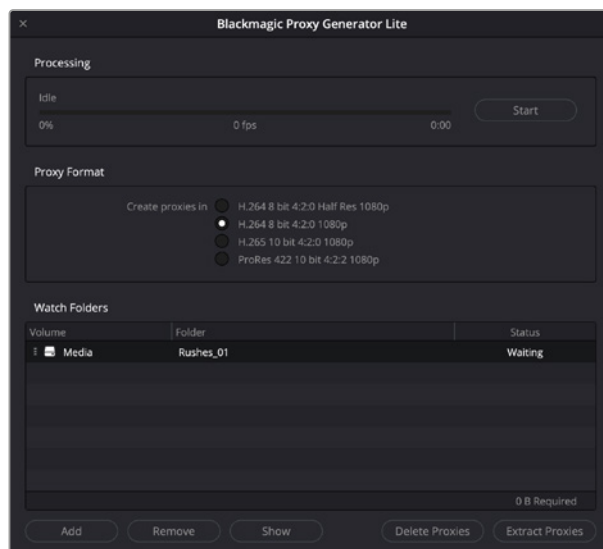 Blackmagic Proxy Generator Lite
Processing
Idle
Start
0% 0 fps 0:00
Proxy Format
Create proxies in H.264 8 bit 4:2:0 Half Res 1080p
H.264 8 bit 4:2:0 1080p
H.265 10 bit 4:2:0 1080p
ProRes 422 10 bit 4:2:2 1080p
Watch Folders
Volume Folder Status
Media Rushes_01 Waiting
0 B Required
Add Remove Show Delete Proxies Extract Proxies